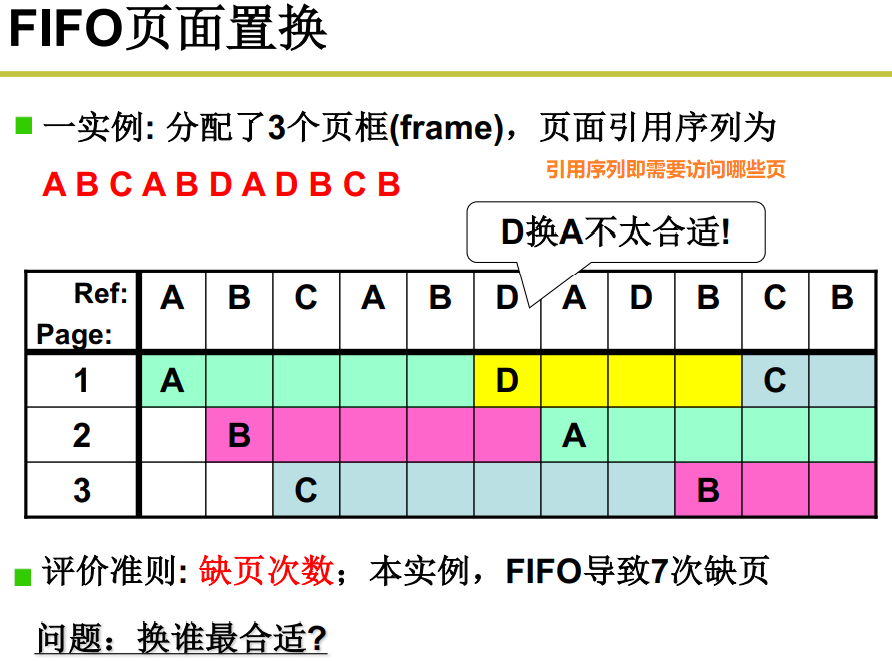 FIFO页面置换
一实例: 分配了3个页框(frame)，页面引用序列为
引用序列即需要访问哪些页
A B C A B D A D B C B
D换A不太合适!
Ref: A B C A B D A D B C B
Page:
1 A D C
2 B A
3 C B
评价准则: 缺页次数；本实例，FIFO导致7次缺页
问题：换谁最合适?